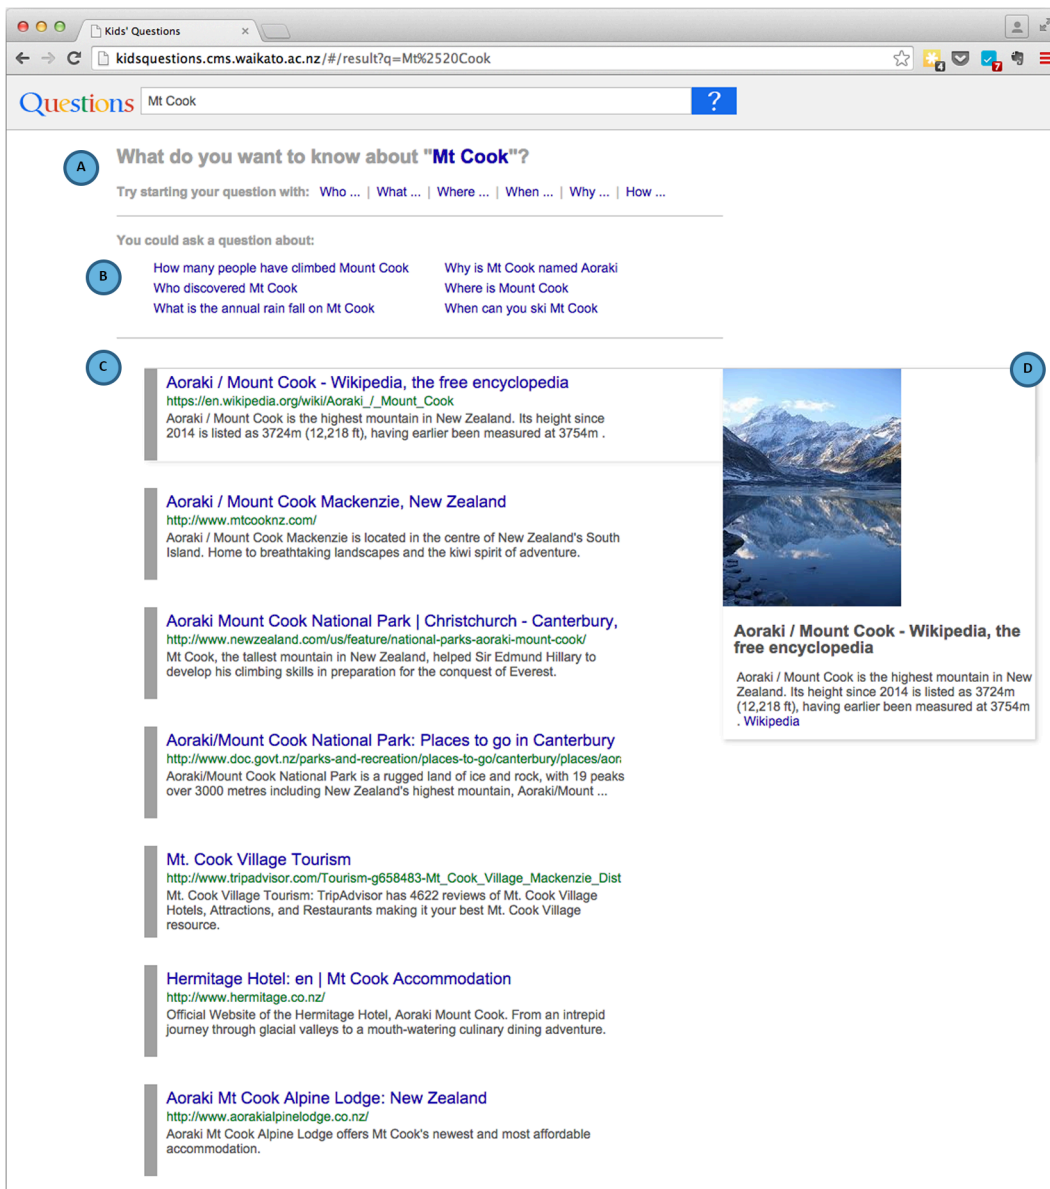 Kids' Questions
kidsquestions.cms.waikato.ac.nz/#/result?q=Mt%2520Cook
4
7
Questions
Mt Cook
?
A
What do you want to know about "Mt Cook"?
Try starting your question with: Who ... | What ... | Where ... | When ... | Why ... | How ...
You could ask a question about:
B
How many people have climbed Mount Cook
Why is Mt Cook named Aoraki
Who discovered Mt Cook
Where is Mount Cook
What is the annual rain fall on Mt Cook
When can you ski Mt Cook
C
Aoraki / Mount Cook - Wikipedia, the free encyclopedia
https://en.wikipedia.org/wiki/Aoraki_/_Mount_Cook
Aoraki / Mount Cook is the highest mountain in New Zealand. Its height since
2014 is listed as 3724m (12,218 ft), having earlier been measured at 3754m .
Aoraki / Mount Cook Mackenzie, New Zealand
http://www.mtcooknz.com/
Aoraki / Mount Cook Mackenzie is located in the centre of New Zealand's South
Island. Home to breathtaking landscapes and the kiwi spirit of adventure.
Aoraki Mount Cook National Park | Christchurch - Canterbury,
http://www.newzealand.com/us/feature/national-parks-aoraki-mount-cook/
Mt Cook, the tallest mountain in New Zealand, helped Sir Edmund Hillary to
develop his climbing skills in preparation for the conquest of Everest.
Aoraki/Mount Cook National Park: Places to go in Canterbury
http://www.doc.govt.nz/parks-and-recreation/places-to-go/canterbury/places/aora
Aoraki/Mount Cook National Park is a rugged land of ice and rock, with 19 peaks
over 3000 metres including New Zealand's highest mountain, Aoraki/Mount ...
Mt. Cook Village Tourism
http://www.tripadvisor.com/Tourism-g658483-Mt_Cook_Village_Mackenzie_Dist
Mt. Cook Village Tourism: TripAdvisor has 4622 reviews of Mt. Cook Village
Hotels, Attractions, and Restaurants making it your best Mt. Cook Village
resource.
Hermitage Hotel: en | Mt Cook Accommodation
http://www.hermitage.co.nz/
Official Website of the Hermitage Hotel, Aoraki Mount Cook. From an intrepid
journey through glacial valleys to a mouth-watering culinary dining adventure.
Aoraki Mt Cook Alpine Lodge: New Zealand
http://www.aorakialpinelodge.co.nz/
Aoraki Mt Cook Alpine Lodge offers Mt Cook's newest and most affordable
accommodation.
D
Aoraki / Mount Cook - Wikipedia, the
free encyclopedia
Aoraki / Mount Cook is the highest mountain in New
Zealand. Its height since 2014 is listed as 3724m
(12,218 ft), having earlier been measured at 3754m
. Wikipedia